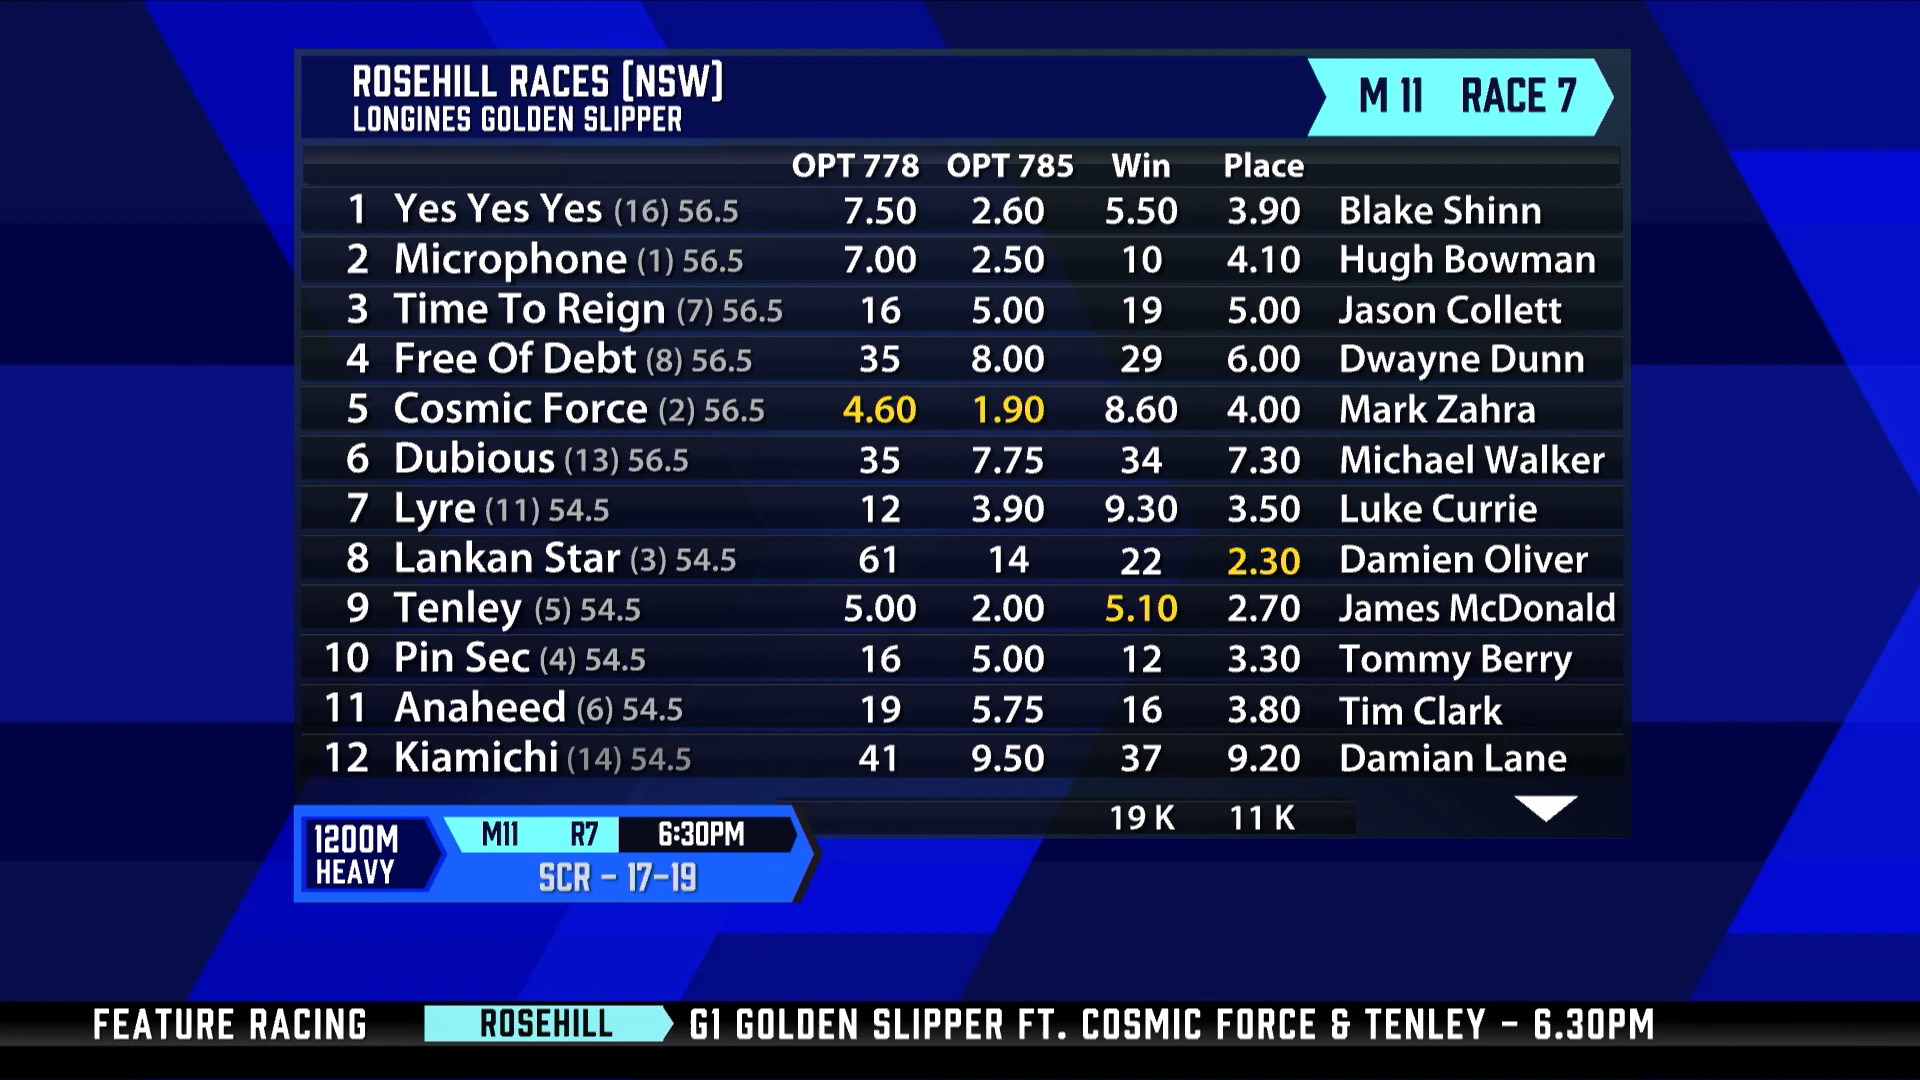 ROSEHILL RACES (NSW)
LONGINES GOLDEN SLIPPER
M 11 RACE 7
OPT 778 OPT 785 Win Place
1 Yes Yes Yes (16) 56.5 7.50 2.60 5.50 3.90 Blake Shinn
2 Microphone (1) 56.5 7.00 2.50 10 4.10 Hugh Bowman
3 Time To Reign (7) 56.5 16 5.00 19 5.00 Jason Collett
4 Free Of Debt (8) 56.5 35 8.00 29 6.00 Dwayne Dunn
5 Cosmic Force (2) 56.5 4.60 1.90 8.60 4.00 Mark Zahra
6 Dubious (13) 56.5 35 7.75 34 7.30 Michael Walker
7 Lyre (11) 54.5 12 3.90 9.30 3.50 Luke Currie
8 Lankan Star (3) 54.5 61 14 22 2.30 Damien Oliver
9 Tenley (5) 54.5 5.00 2.00 5.10 2.70 James McDonald
10 Pin Sec (4) 54.5 16 5.00 12 3.30 Tommy Berry
11 Anaheed (6) 54.5 19 5.75 16 3.80 Tim Clark
12 Kiamichi (14) 54.5 41 9.50 37 9.20 Damian Lane
19 K 11 K
1200M
HEAVY
M11 R7 6:30PM
SCR - 17-19
FEATURE RACING ROSEHILL G1 GOLDEN SLIPPER FT. COSMIC FORCE & TENLEY - 6.30PM